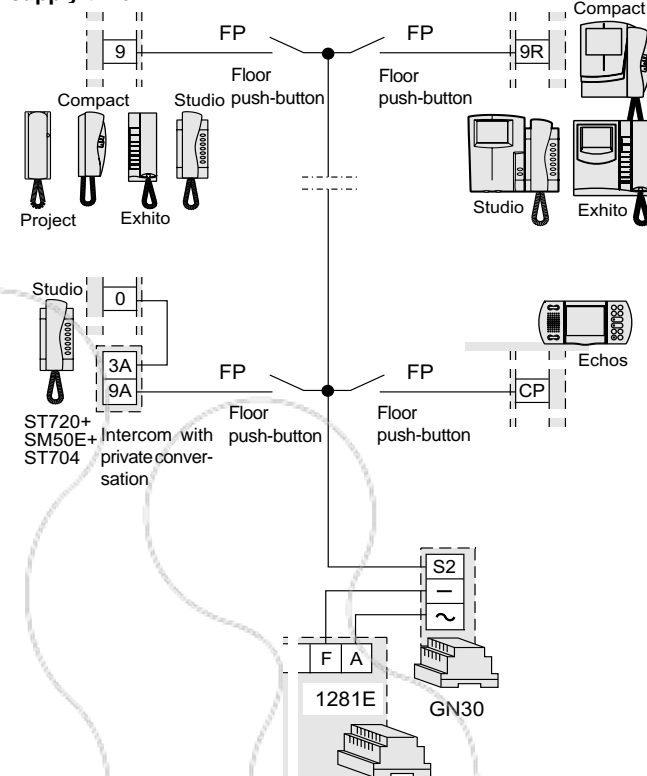 Compact
9
FP
FP
9R
Floor
push-button
Floor
push-button
Compact
Studio
Project
Exhito
Studio
Exhito
Studio
0
3A
9A
FP
FP
CP
Echos
Floor
push-button
Floor
push-button
ST720+
SM50E+
ST704
Intercom with
private conver-
sation
S2
–
~
F A
1281E
GN30